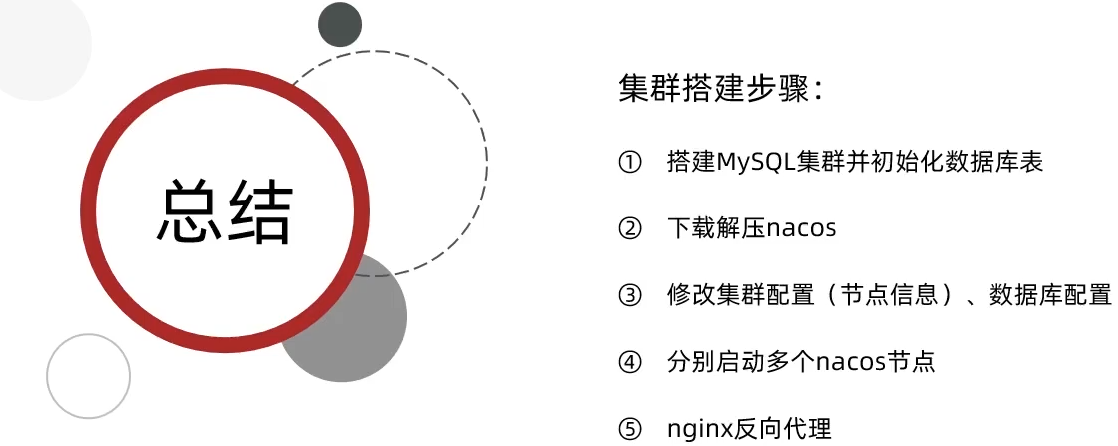 总结
集群搭建步骤：
① 搭建MySQL集群并初始化数据库表
② 下载解压nacos
③ 修改集群配置（节点信息）、数据库配置
④ 分别启动多个nacos节点
⑤ nginx反向代理